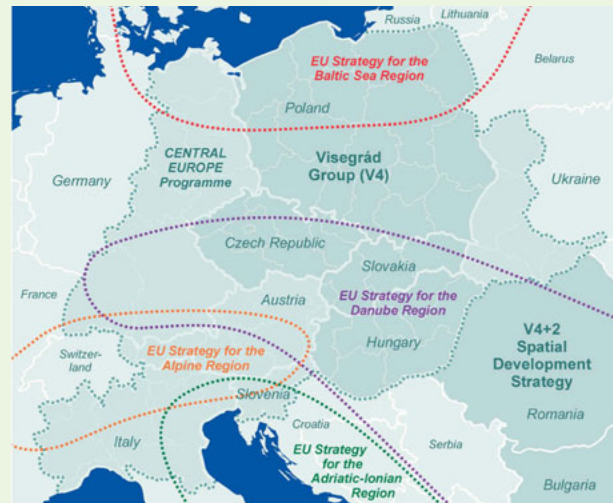 Russia
Lithuania
EU Strategy for the
Baltic Sea Region
Belarus
Poland
CENTRAL
EUROPE
Programme
Visegrád
Group (V4)
Germany
Ukraine
Czech Republic
Slovakia
France
Austria
EU Strategy for the
Danube Region
Switzer-
land
EU Strategy for the
Alpine Region
Hungary
V4+2
Spatial
Development
Strategy
Slovenia
Romania
Italy
Croatia
Serbia
EU Strategy
for the
Adriatic-Ionian
Region
Bulgaria